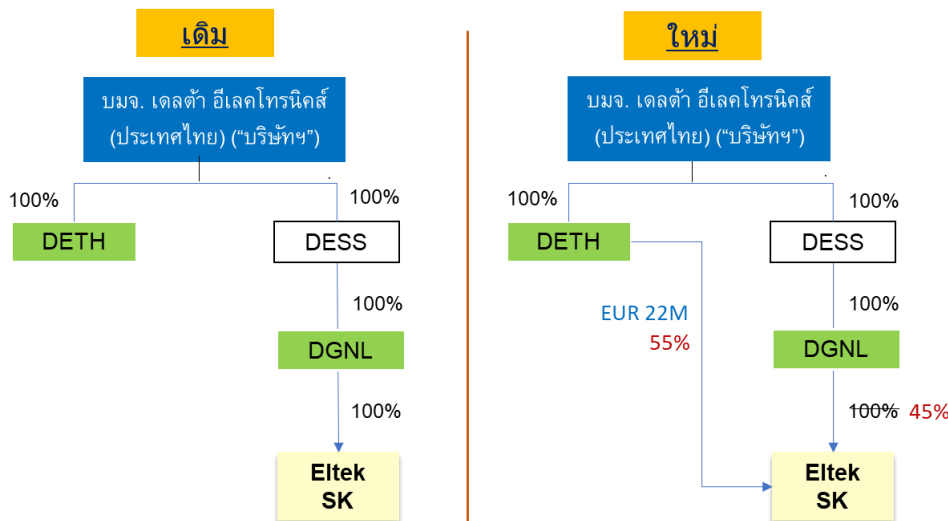 เดิม
บมจ. เดลต้า อีเลคโทรนิคส์
(ประเทศไทย) (“บริษัทฯ”)
100%
100%
DETH
DESS
100%
DGNL
100%
Eltek
SK
ใหม่
บมจ. เดลต้า อีเลคโทรนิคส์
(ประเทศไทย) (“บริษัทฯ”)
100%
100%
DETH
DESS
EUR 22M
55%
100%
DGNL
100% 45%
Eltek
SK